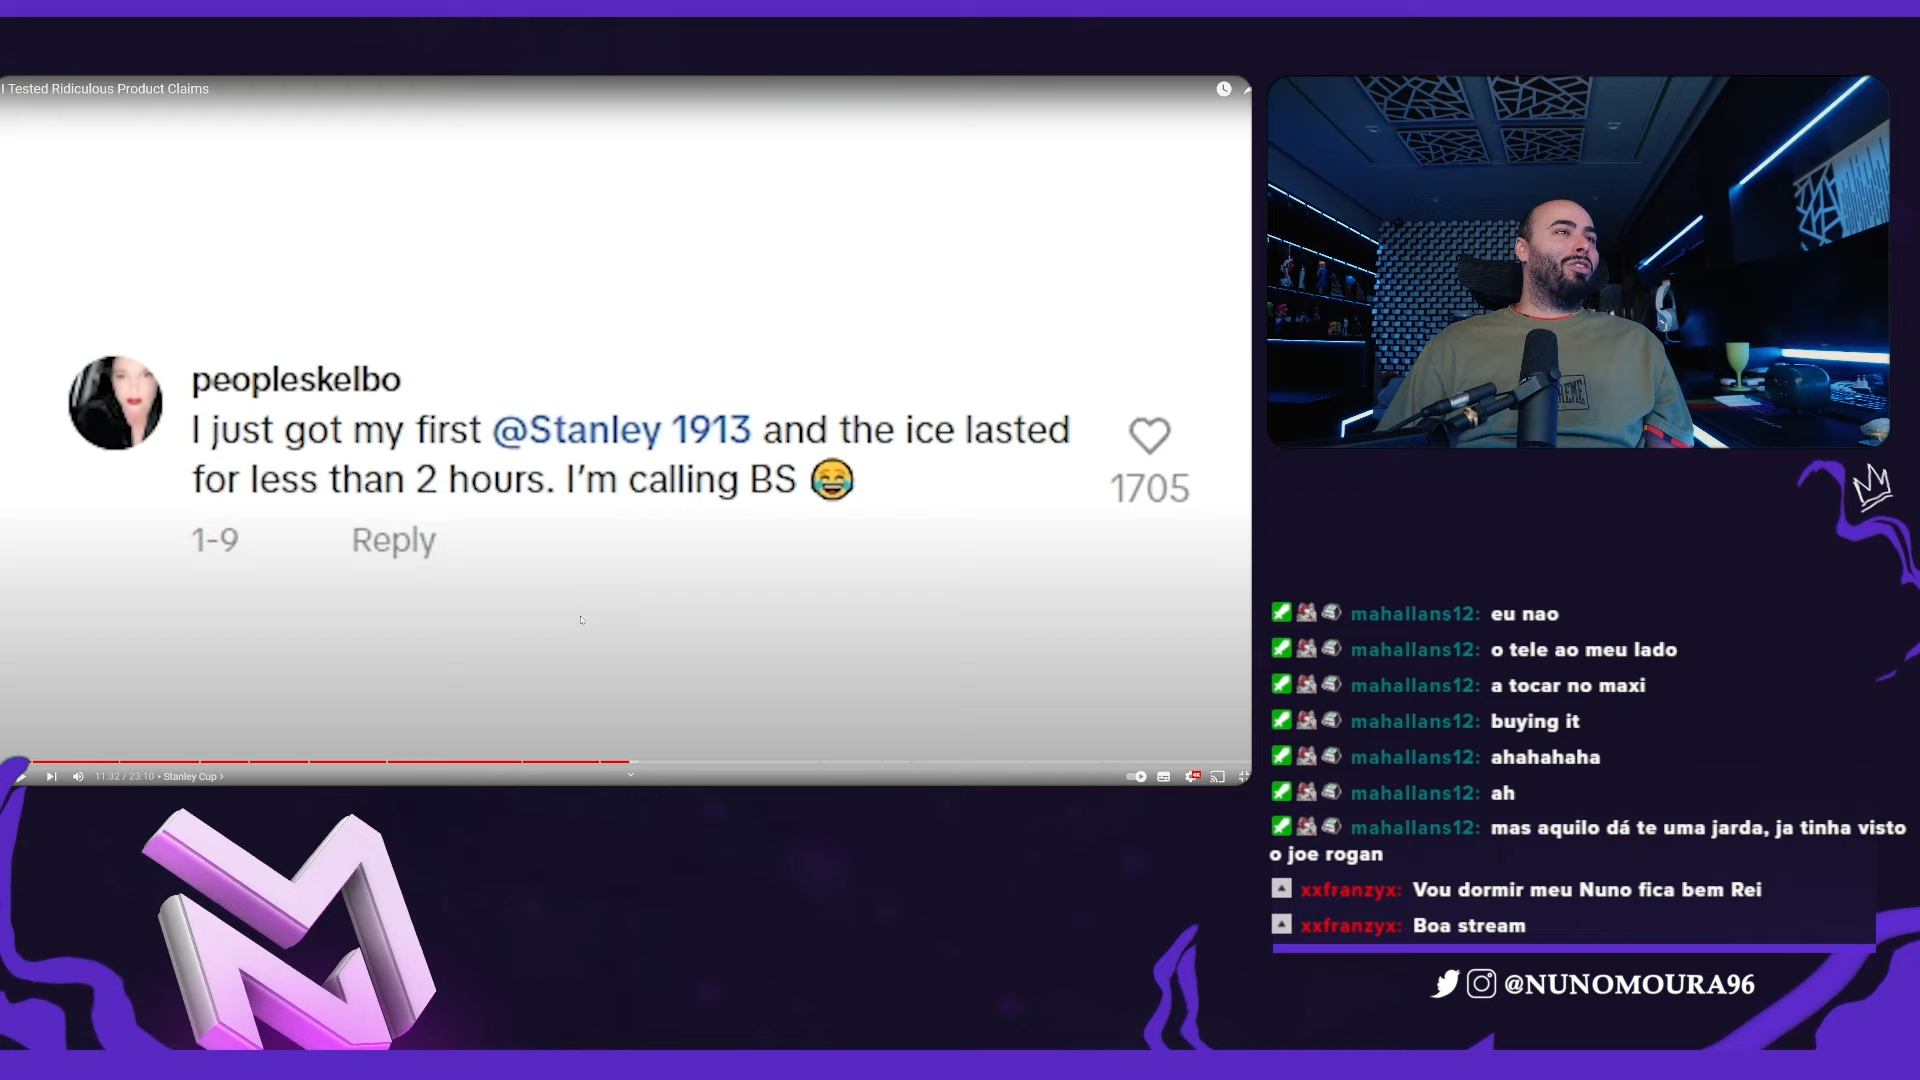 I Tested Ridiculous Product Claims
peopleskelbo
I just got my first @Stanley 1913 and the ice lasted
for less than 2 hours. I'm calling BS 😂
1705
1-9 Reply
11:32 / 23:10 • Stanley Cup >
4K
mahallans12: eu nao
mahallans12: o tele ao meu lado
mahallans12: a tocar no maxi
mahallans12: buying it
mahallans12: ahahahaha
mahallans12: ah
mahallans12: mas aquilo dá te uma jarda, ja tinha visto
o joe rogan
xxfranzyx: Vou dormir meu Nuno fica bem Rei
xxfranzyx: Boa stream
@NUNOMOURA96